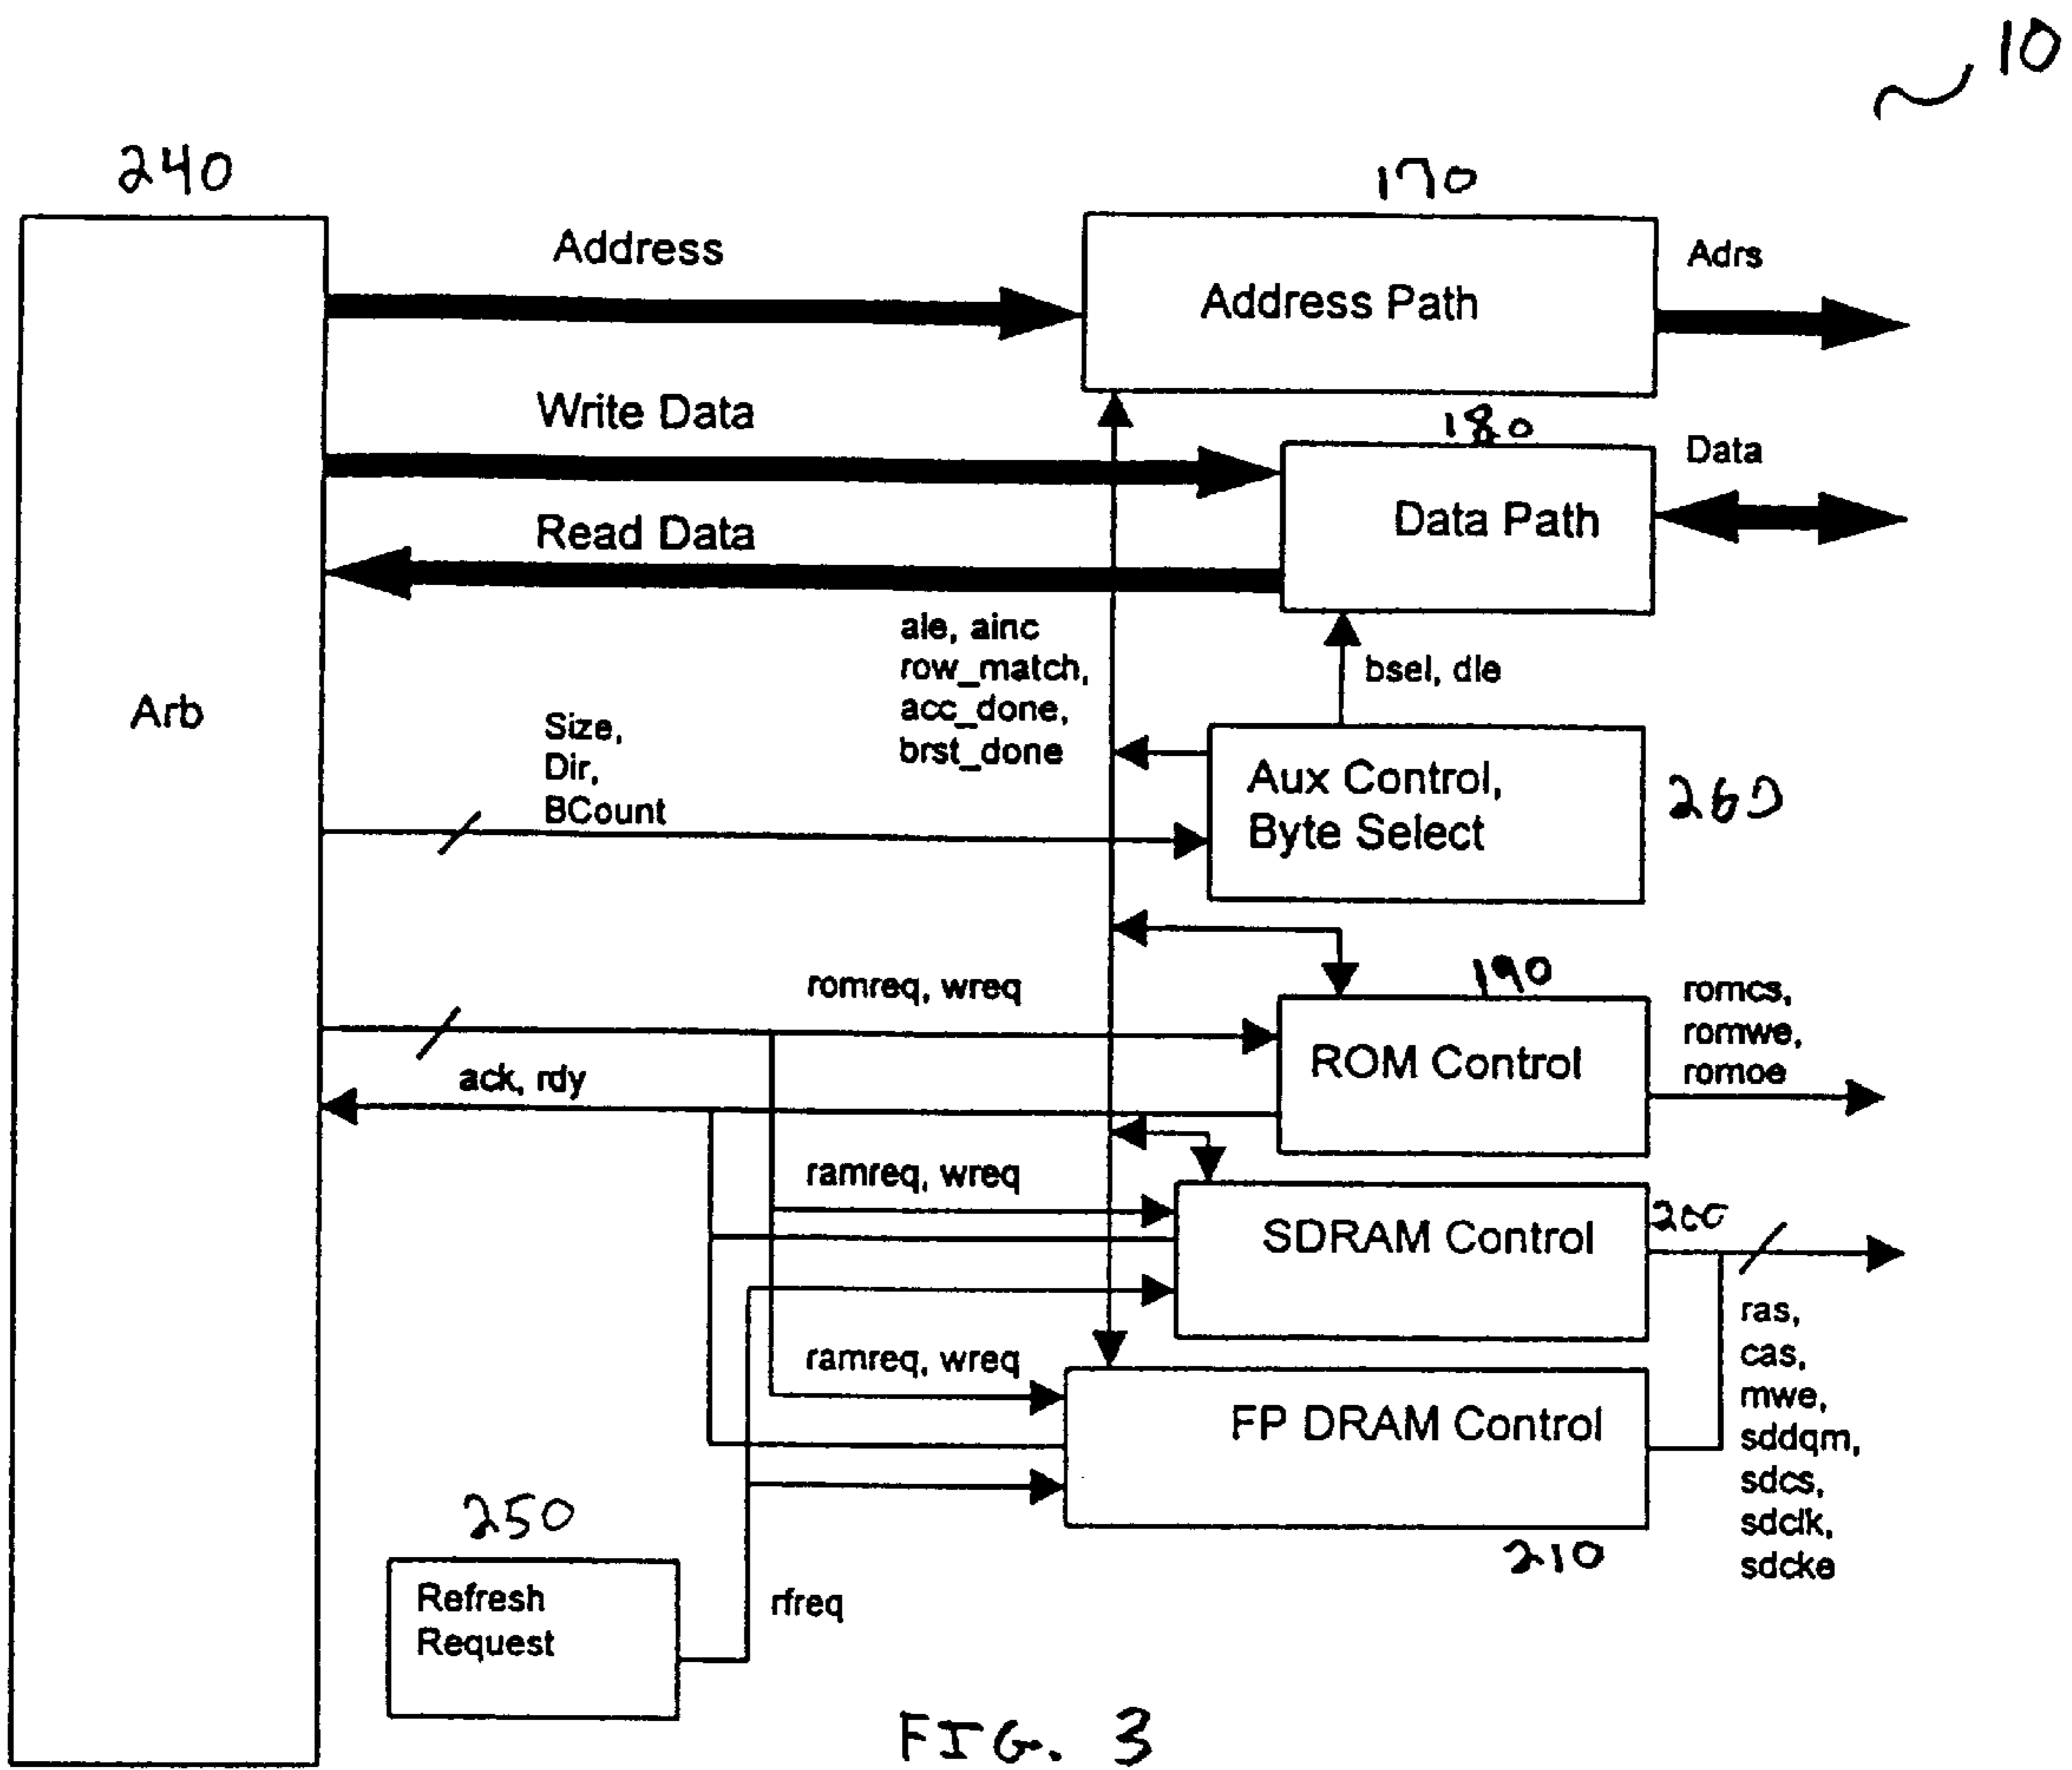 10
240
170
Address
Adrs
Address Path
Write Data
180
Data
Read Data
Data Path
ale, ainc
row_match,
acc_done,
brst_done
bsel, dle
Arb
Size,
Dir,
BCount
Aux Control,
Byte Select
260
romreq, wreq
190
romcs,
romwe,
romoe
ROM Control
ack, rdy
ramreq, wreq
200
SDRAM Control
ras,
cas,
mwe,
sddqm,
sdcs,
sdclk,
sdcke
ramreq, wreq
FP DRAM Control
210
250
Refresh
Request
rfreq
FIG. 3